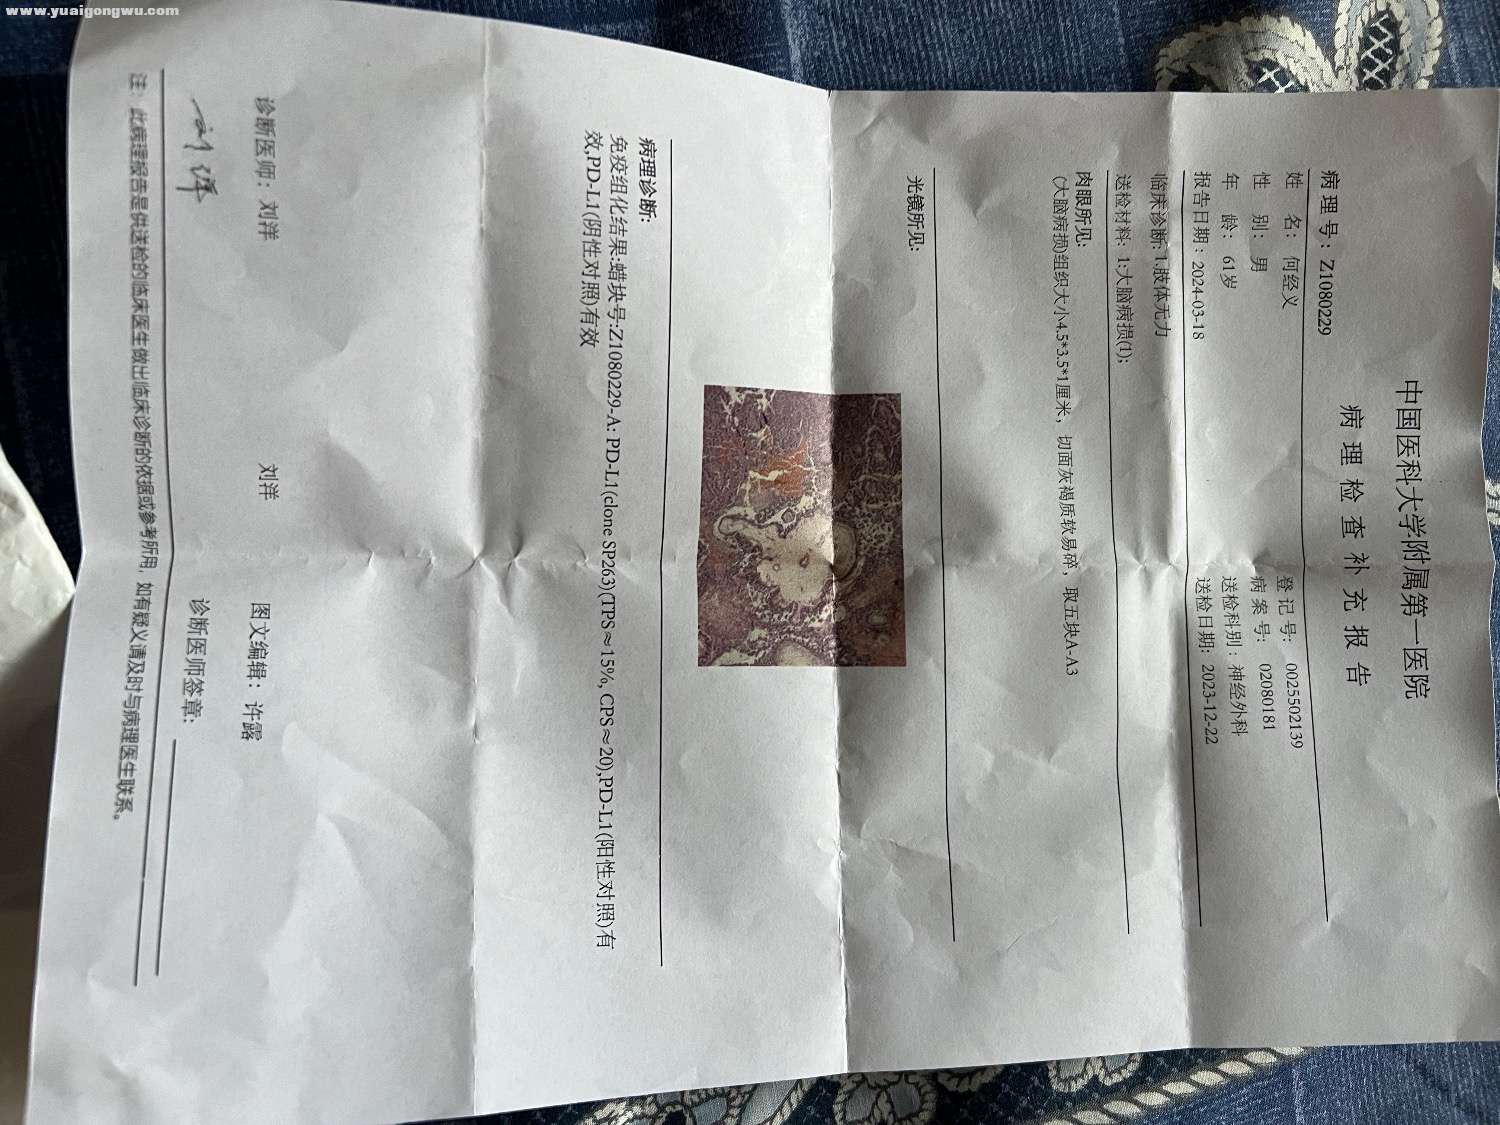 www.yuaigongwu.com
中国医科大学附属第一医院
病理检查补充报告
病理号：Z1080229
登记号： 0025502139
姓名： 何经义
病案号： 02080181
性别： 男
送检科别：神经外科
年龄： 61岁
送检日期： 2023-12-22
报告日期：2024-03-18
临床诊断: 1.肢体无力
送检材料: 1:大脑病损(1);
肉眼所见:
(大脑病损)组织大小4.5*3.5*1厘米，切面灰褐质软易碎，取五块A-A3
光镜所见:
病理诊断:
免疫组化结果:蜡块号:Z1080229-A: PD-L1(clone SP263)(TPS≈15%, CPS≈20),PD-L1(阳性对照)有
效,PD-L1(阴性对照)有效
诊断医师： 刘洋 刘洋 图文编辑： 许露
刘洋 诊断医师签章:
注：此病理报告是供送检的临床医生做出临床诊断的依据或参考所用，如有疑义请及时与病理医生联系。